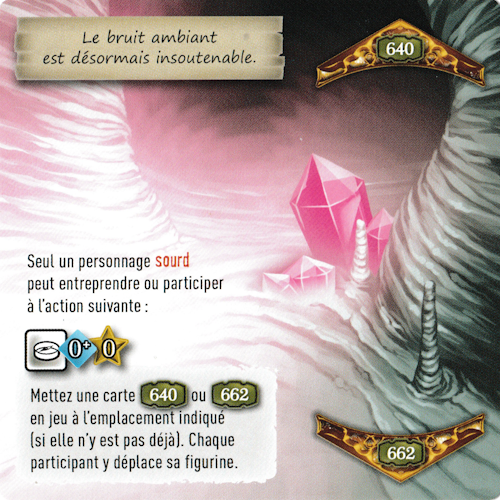 Le bruit ambiant
est désormais insoutenable.
640
Seul un personnage sourd
peut entreprendre ou participer
à l'action suivante :
0+ 0
Mettez une carte 640 ou 662
en jeu à l'emplacement indiqué
(si elle n'y est pas déjà). Chaque
participant y déplace sa figurine.
662